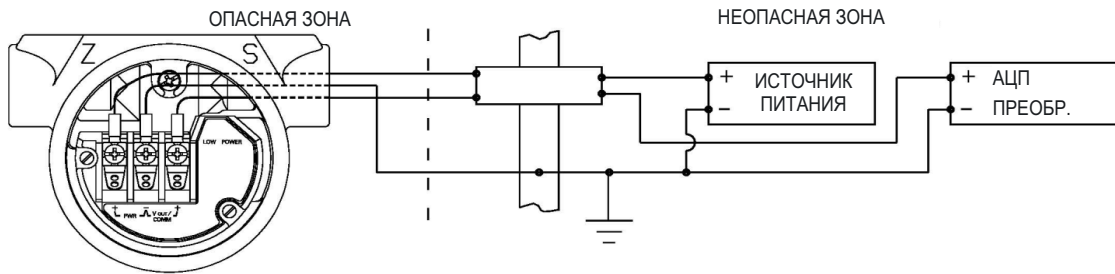 ОПАСНАЯ ЗОНА
НЕОПАСНАЯ ЗОНА
Z S
LOW POWER
+ PWR - V OUT/ +
COMM
+ ИСТОЧНИК
- ПИТАНИЯ
+ АЦП
- ПРЕОБР.